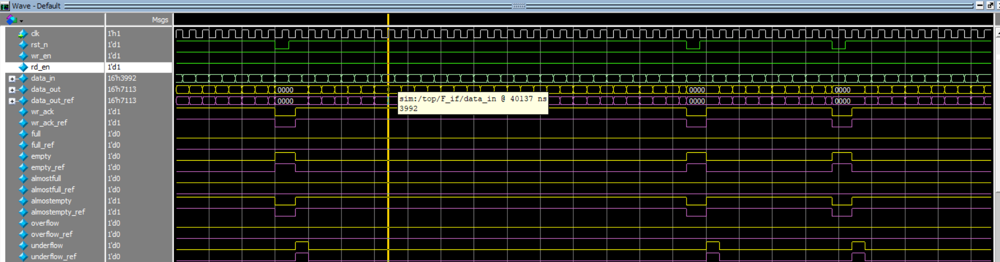 Wave - Default
Msgs
clk 1'h1
rst_n 1'd1
wr_en 1'd1
rd_en 1'd1
data_in 16'h3992
data_out 16'h7113 0000 0000 0000
data_out_ref 16'h7113 0000 0000 0000
sim:/top/F_if/data_in @ 40137 ns
3992
wr_ack 1'd1
wr_ack_ref 1'd1
full 1'd0
full_ref 1'd0
empty 1'd0
empty_ref 1'd0
almostfull 1'd0
almostfull_ref 1'd0
almostempty 1'd1
almostempty_ref 1'd1
overflow 1'd0
overflow_ref 1'd0
underflow 1'd0
underflow_ref 1'd0